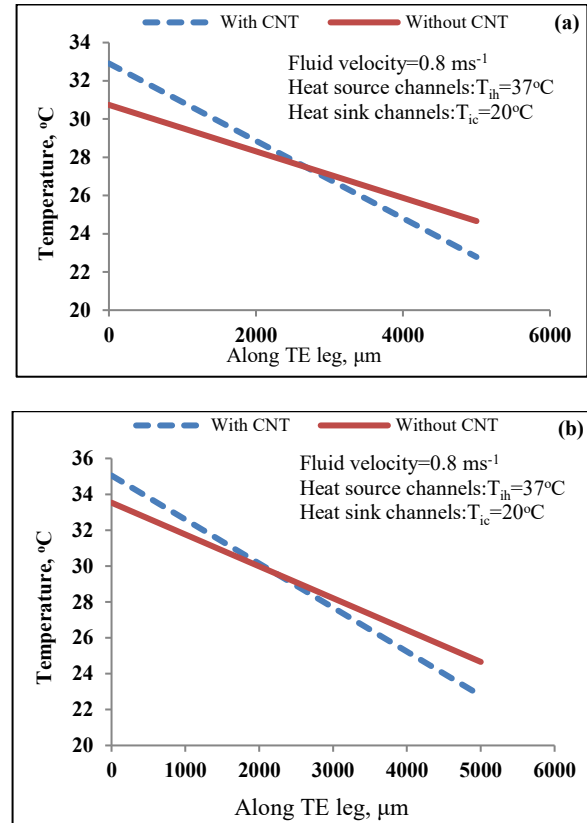 With CNT Without CNT (a)
Fluid velocity=0.8 ms-1
Heat source channels:Tih=37oC
Heat sink channels:Tic=20oC
Temperature, oC
34
32
30
28
26
24
22
20
0 2000 4000 6000
Along TE leg, μm
With CNT Without CNT (b)
Fluid velocity=0.8 ms-1
Heat source channels:Tih=37oC
Heat sink channels:Tic=20oC
Temperature, oC
36
34
32
30
28
26
24
22
20
0 1000 2000 3000 4000 5000 6000
Along TE leg, μm